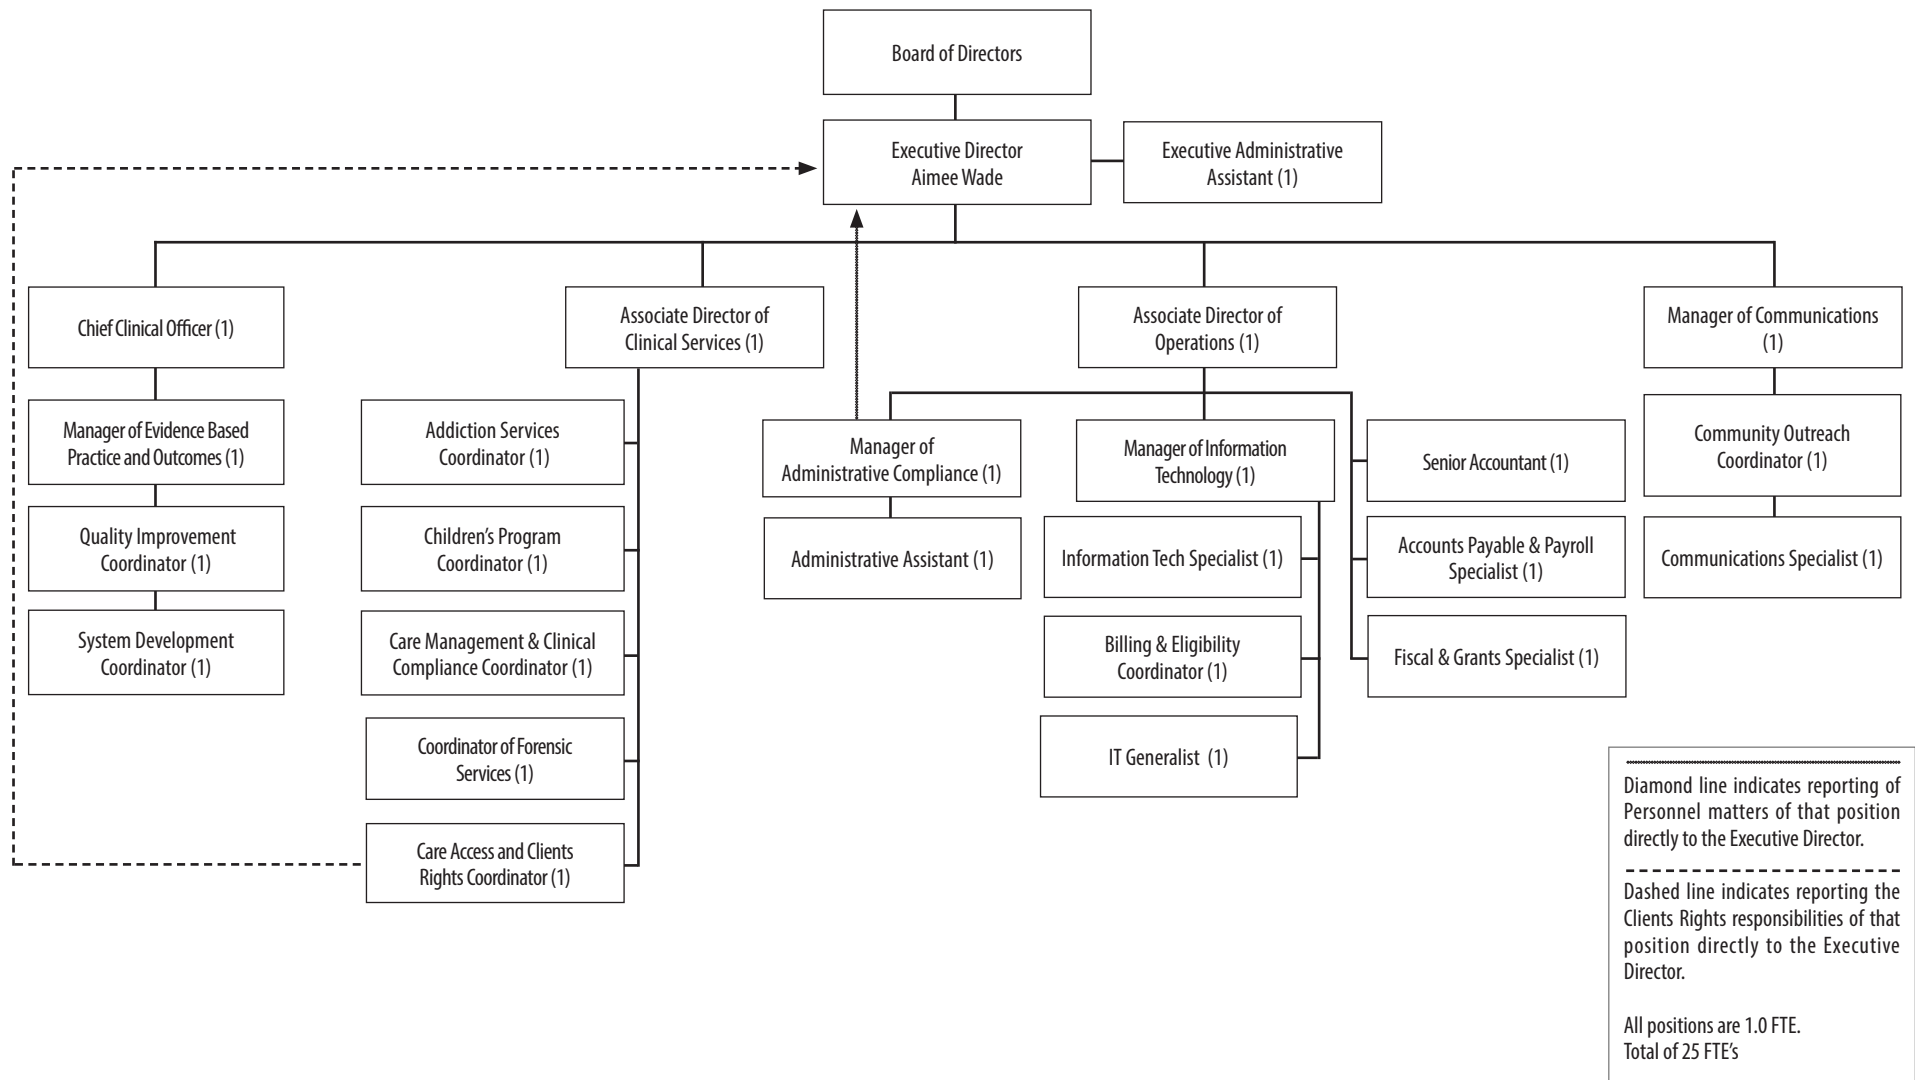 Board of Directors
Executive Director
Aimee Wade
Executive Administrative
Assistant (1)
Chief Clinical Officer (1)
Associate Director of
Clinical Services (1)
Associate Director of
Operations (1)
Manager of Communications
(1)
Manager of Evidence Based
Practice and Outcomes (1)
Quality Improvement
Coordinator (1)
System Development
Coordinator (1)
Addiction Services
Coordinator (1)
Children’s Program
Coordinator (1)
Care Management & Clinical
Compliance Coordinator (1)
Coordinator of Forensic
Services (1)
Care Access and Clients
Rights Coordinator (1)
Manager of
Administrative Compliance (1)
Administrative Assistant (1)
Manager of Information
Technology (1)
Information Tech Specialist (1)
Billing & Eligibility
Coordinator (1)
IT Generalist (1)
Senior Accountant (1)
Accounts Payable & Payroll
Specialist (1)
Fiscal & Grants Specialist (1)
Community Outreach
Coordinator (1)
Communications Specialist (1)
Diamond line indicates reporting of
Personnel matters of that position
directly to the Executive Director.
Dashed line indicates reporting the
Clients Rights responsibilities of that
position directly to the Executive
Director.
All positions are 1.0 FTE.
Total of 25 FTE’s